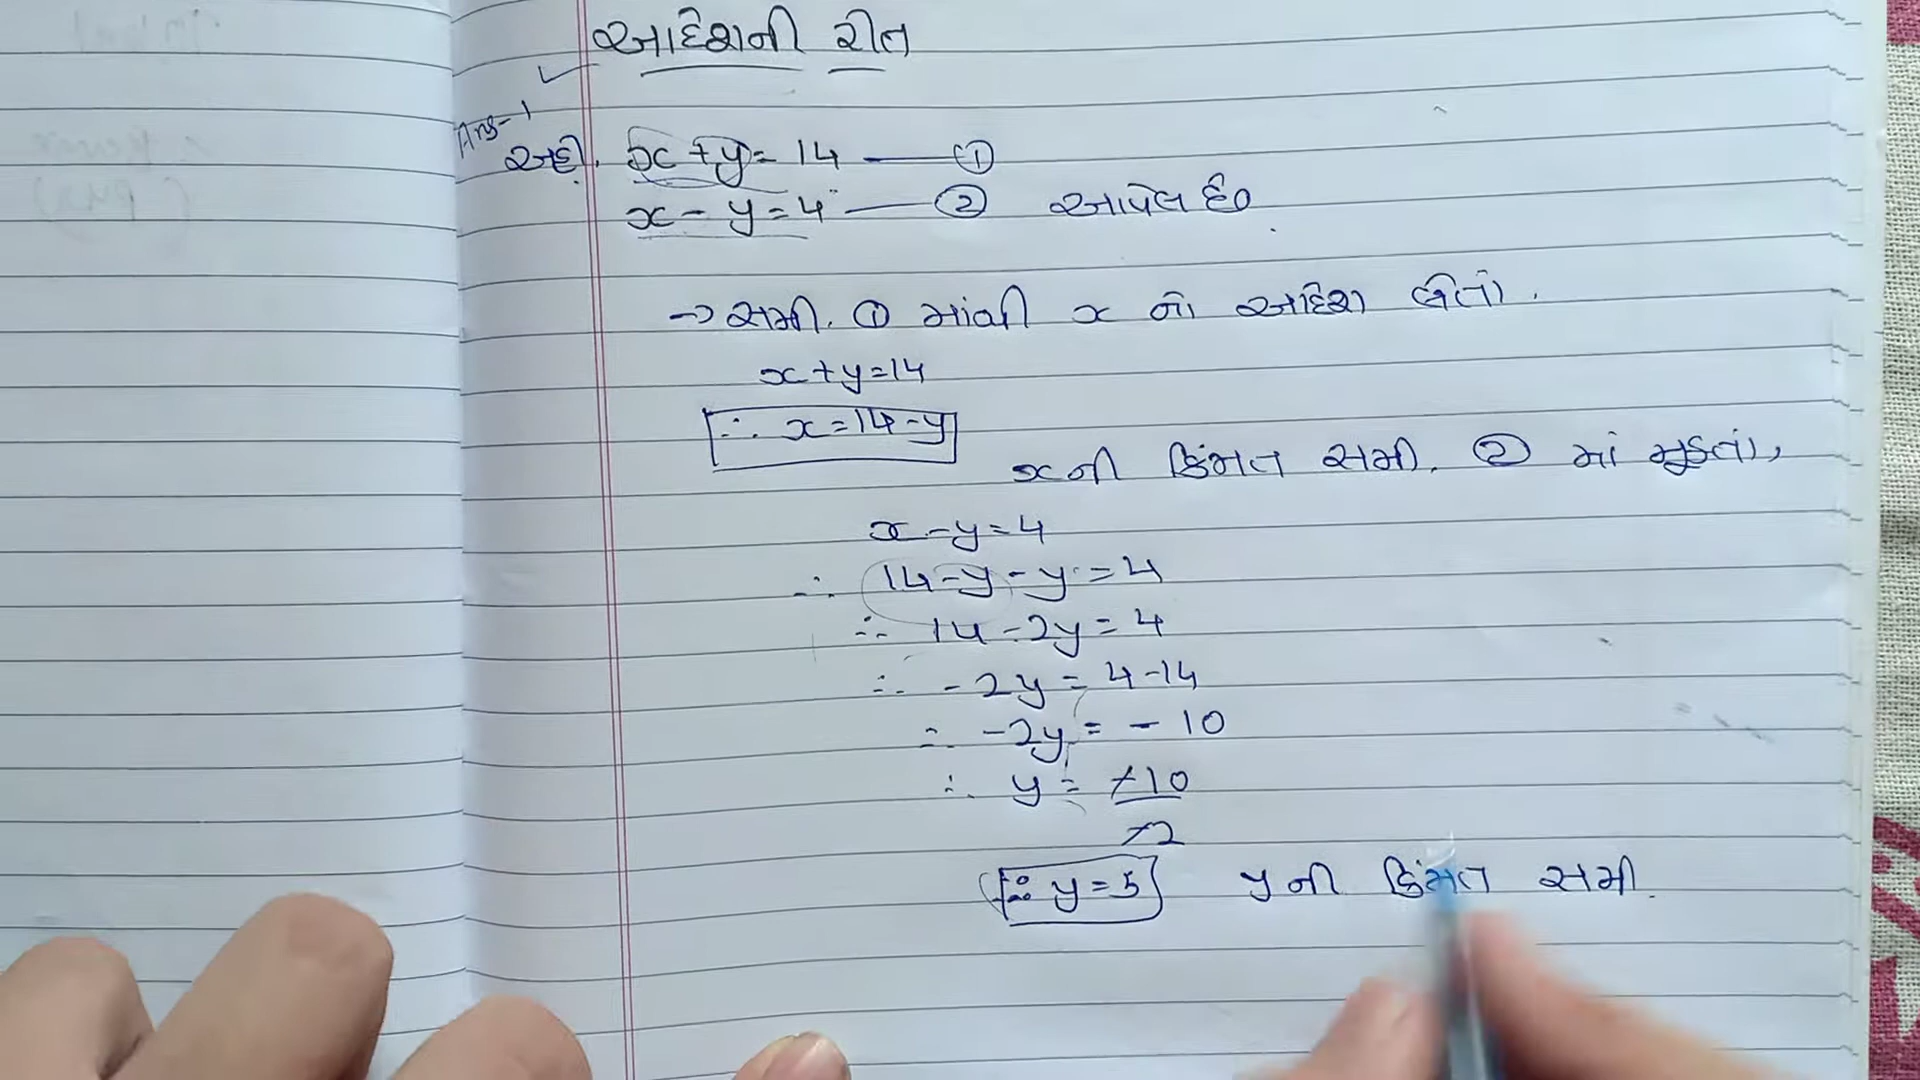 આદેશની રીત
Ans-1
અહીં. x + y = 14 —— ①
x - y = 4 —— ② આપેલ છે
→ સમી. ① માંથી x નો આદેશ લેતાં.
x + y = 14
∴ x = 14 - y
x ની કિંમત સમી. ② માં મુકતાં,
x - y = 4
∴ 14 - y - y = 4
∴ 14 - 2y = 4
∴ -2y = 4 - 14
∴ -2y = - 10
∴ y = -10
-2
∴ y = 5 y ની કિંમત સમી.